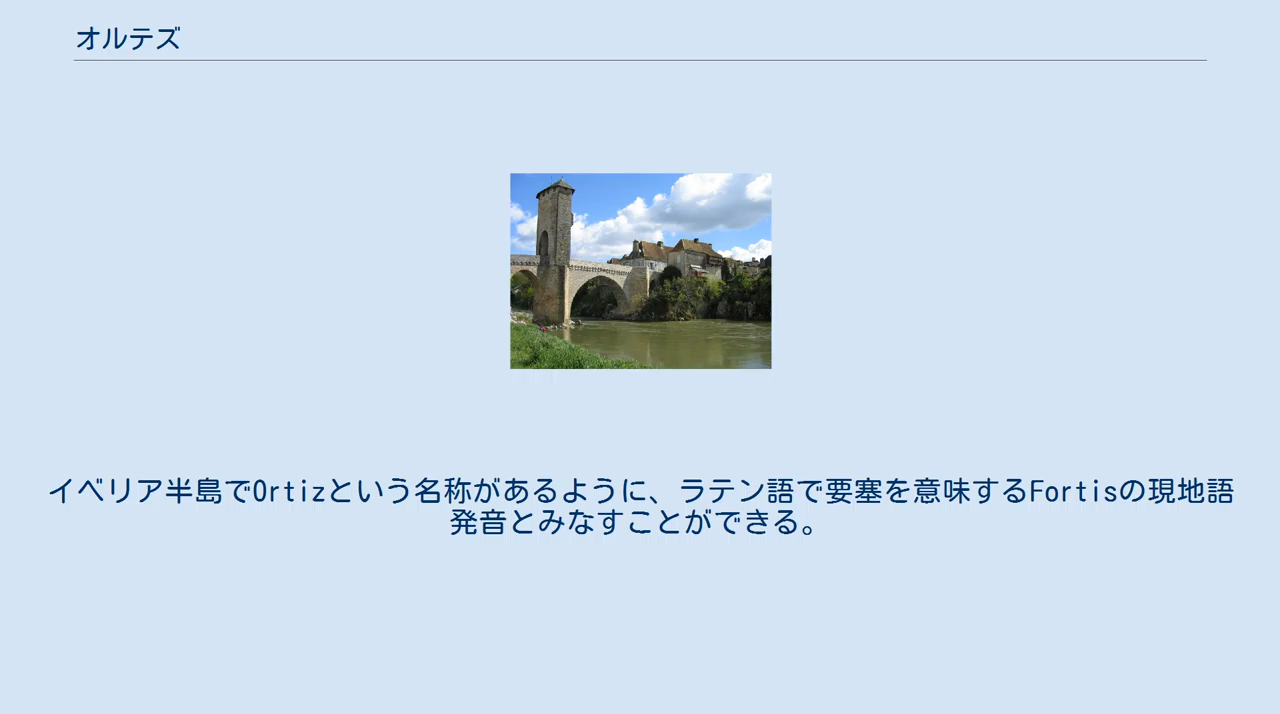 オルテズ
イベリア半島でOrtizという名称があるように、ラテン語で要塞を意味するFortisの現地語
発音とみなすことができる。